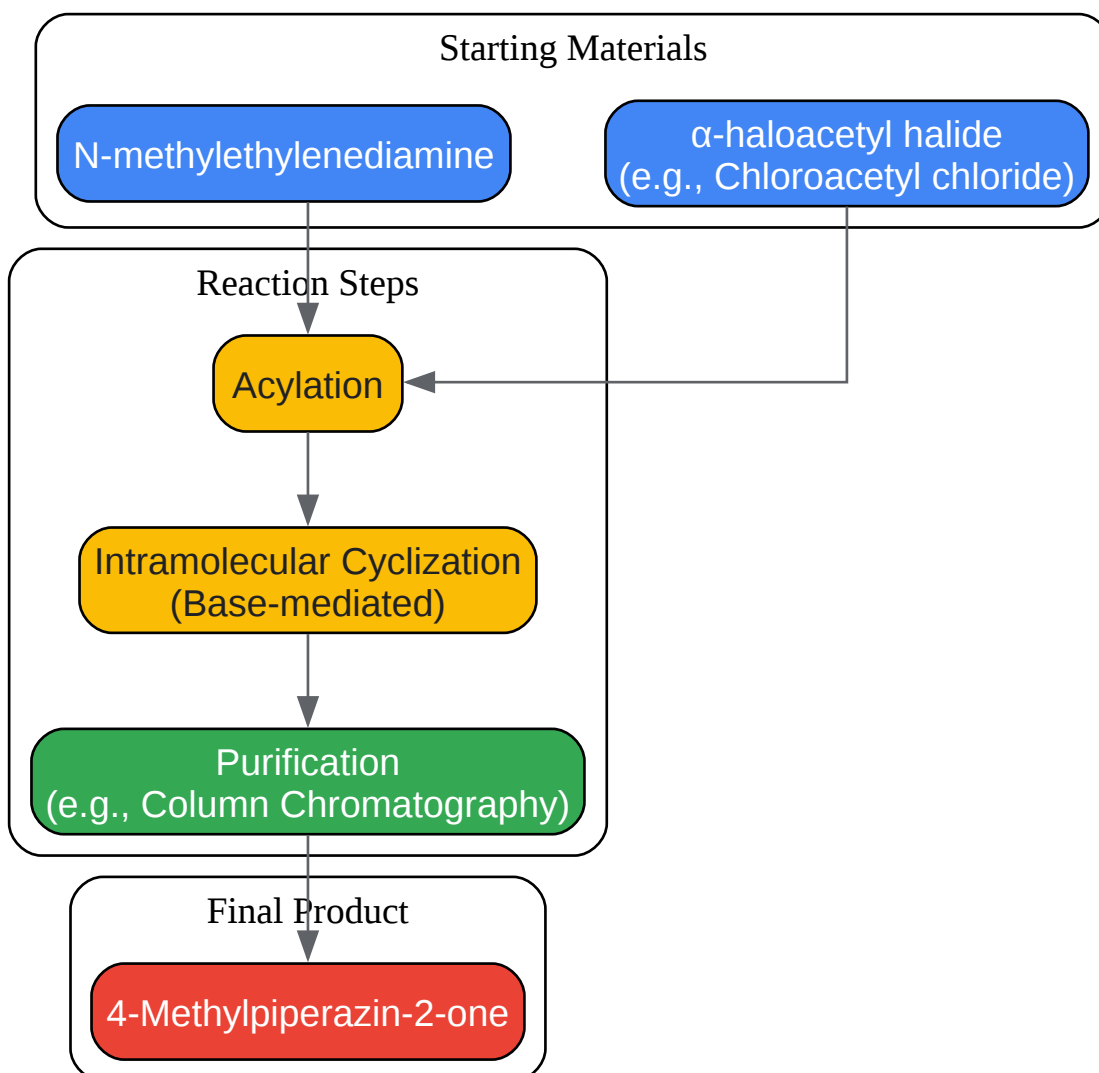 Starting Materials
N-methylethylenediamine
α-haloacetyl halide
(e.g., Chloroacetyl chloride)
Reaction Steps
Acylation
Intramolecular Cyclization
(Base-mediated)
Purification
(e.g., Column Chromatography)
Final Product
4-Methylpiperazin-2-one